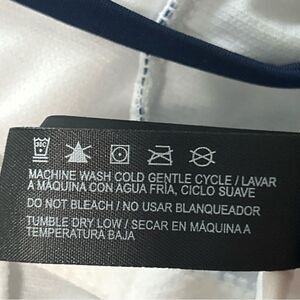 MACHINE WASH COLD GENTLE CYCLE / LAVAR
A MÁQUINA CON AGUA FRÍA, CICLO SUAVE
DO NOT BLEACH / NO USAR BLANQUEADOR
TUMBLE DRY LOW / SECAR EN MÁQUINA A
TEMPERATURA BAJA